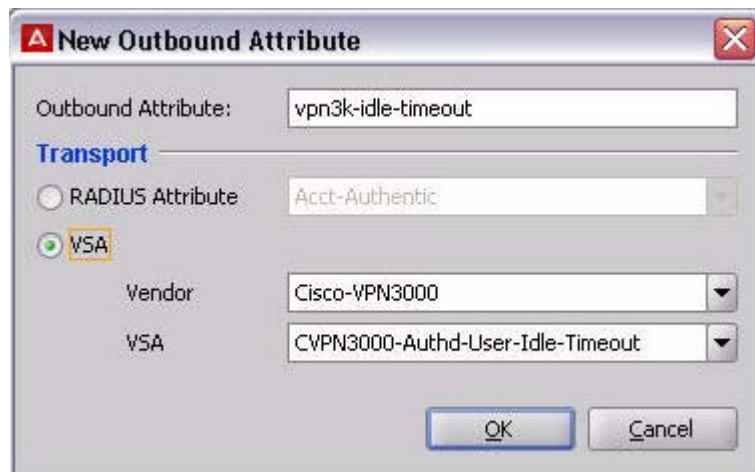 A New Outbound Attribute
Outbound Attribute: vpn3k-idle-timeout
Transport
RADIUS Attribute Acct-Authentic
VSA
Vendor Cisco-VPN3000
VSA CVPN3000-Authd-User-Idle-Timeout
OK Cancel